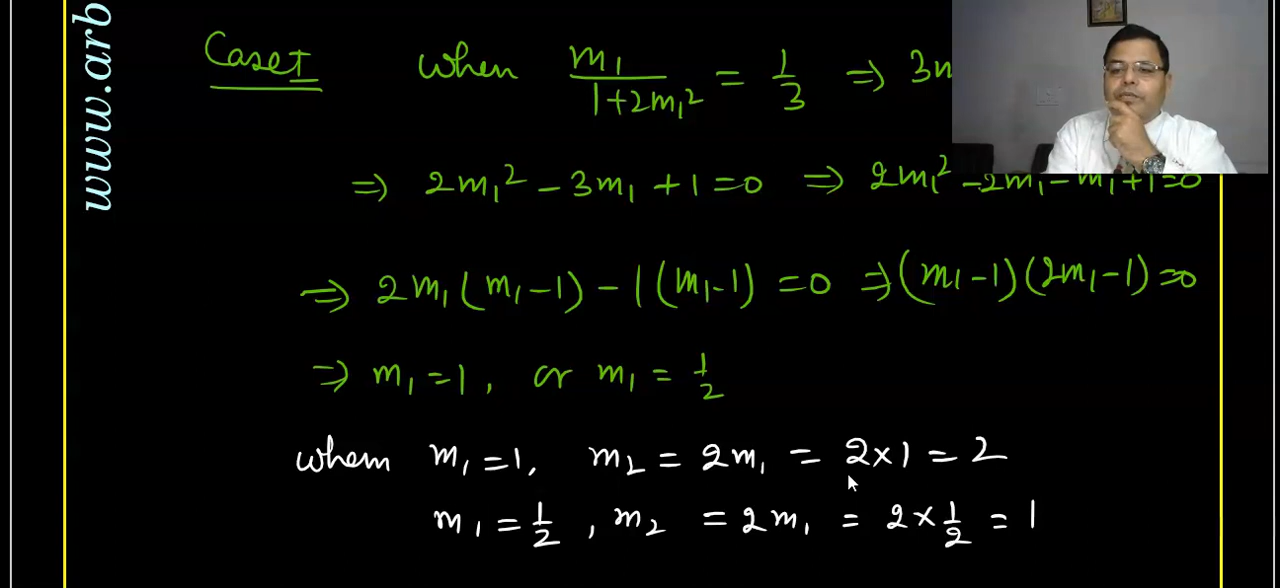 www.arb
Case I when m₁/(1+2m₁²) = 1/3 ⇒ 3m
⇒ 2m₁² - 3m₁ + 1 = 0 ⇒ 2m₁² - 2m₁ - m₁ + 1 = 0
⇒ 2m₁(m₁-1) - 1(m₁-1) = 0 ⇒ (m₁-1)(2m₁-1) = 0
⇒ m₁ = 1, or m₁ = 1/2
when m₁ = 1, m₂ = 2m₁ = 2×1 = 2
m₁ = 1/2, m₂ = 2m₁ = 2×1/2 = 1